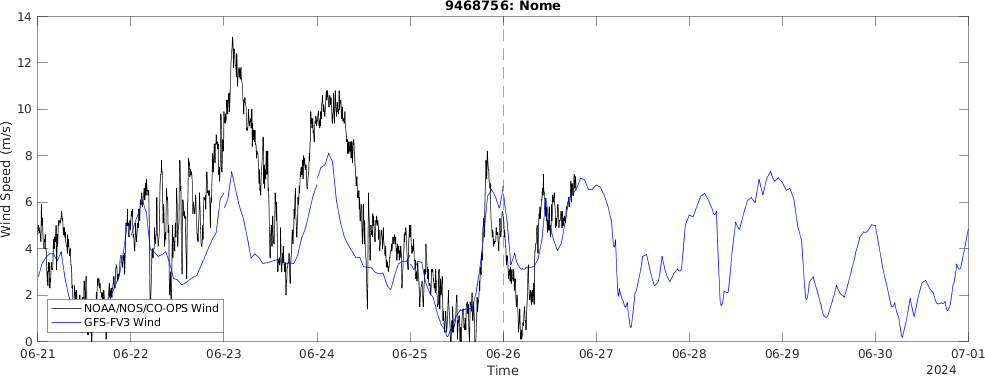 9468756: Nome
14
12
10
8
6
4
2
0
Wind Speed (m/s)
NOAA/NOS/CO-OPS Wind
GFS-FV3 Wind
06-21 06-22 06-23 06-24 06-25 06-26 06-27 06-28 06-29 06-30 07-01
Time
2024